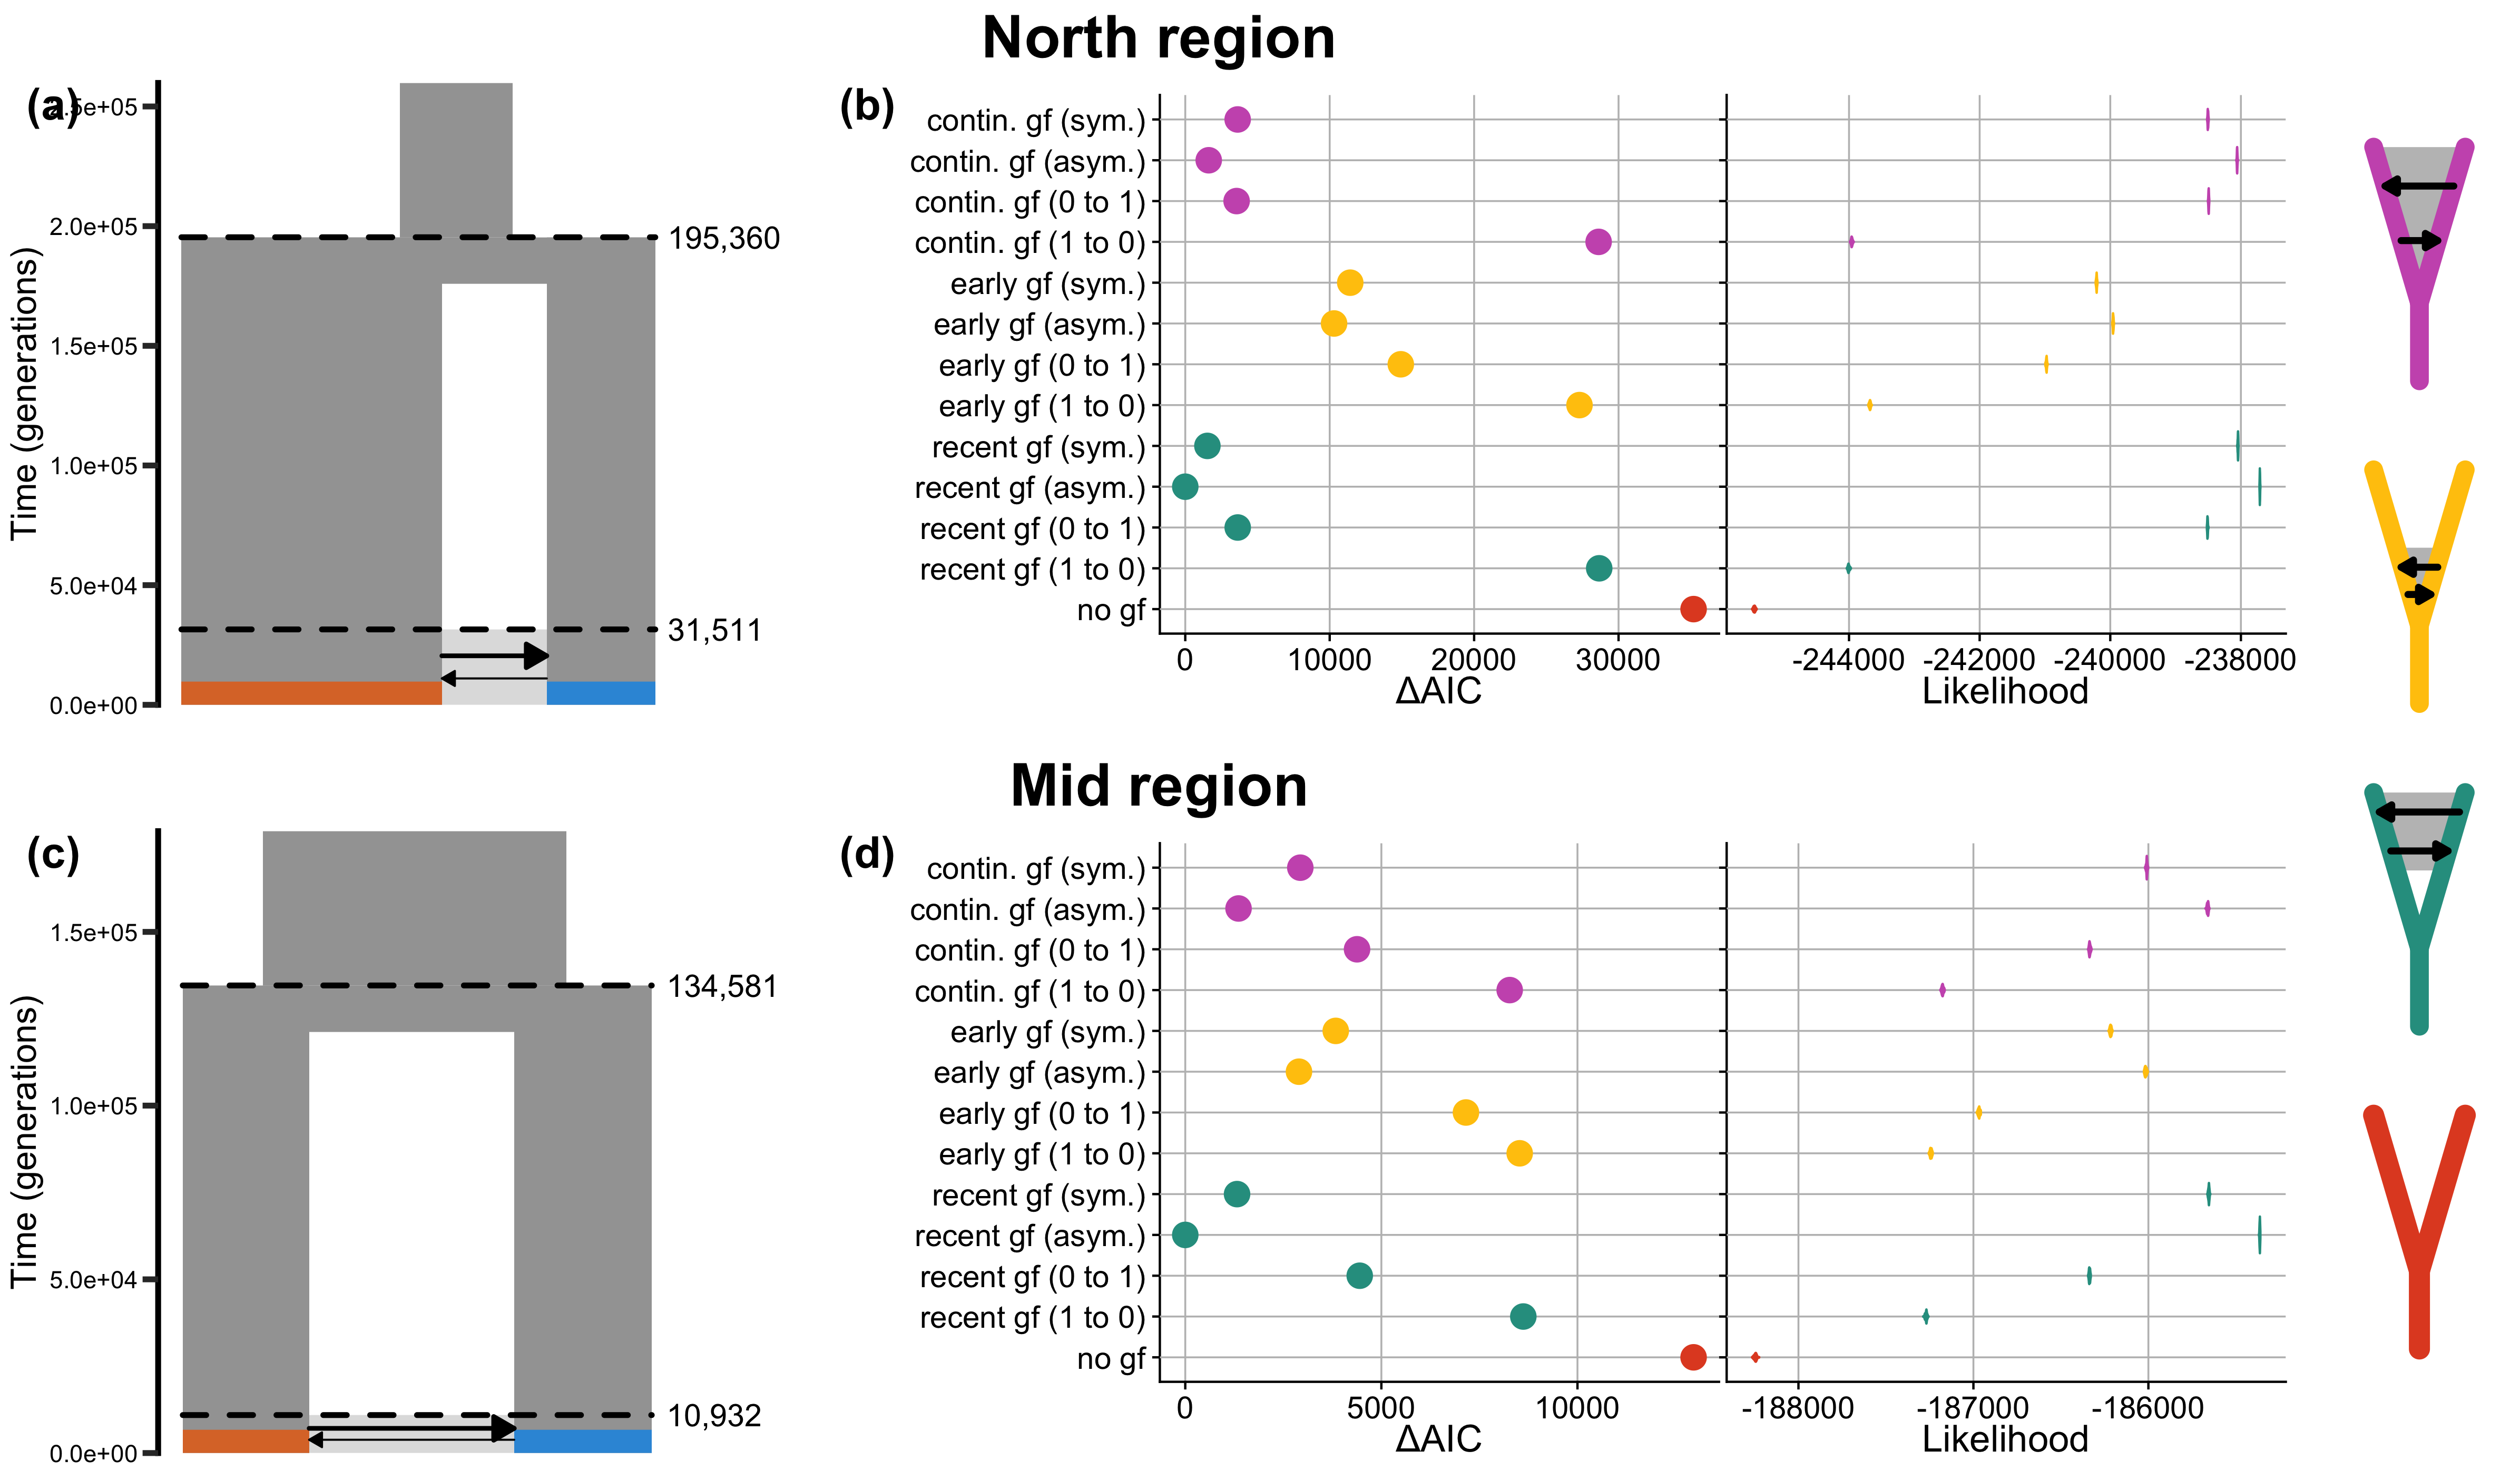 North region
(a)
2.0e+05
1.5e+05
1.0e+05
5.0e+04
0.0e+00
Time (generations)
195,360
31,511
(b)
contin. gf (sym.)
contin. gf (asym.)
contin. gf (0 to 1)
contin. gf (1 to 0)
early gf (sym.)
early gf (asym.)
early gf (0 to 1)
early gf (1 to 0)
recent gf (sym.)
recent gf (asym.)
recent gf (0 to 1)
recent gf (1 to 0)
no gf
0 10000 20000 30000
ΔAIC
-244000 -242000 -240000 -238000
Likelihood
Mid region
(c)
1.5e+05
1.0e+05
5.0e+04
0.0e+00
Time (generations)
134,581
10,932
(d)
contin. gf (sym.)
contin. gf (asym.)
contin. gf (0 to 1)
contin. gf (1 to 0)
early gf (sym.)
early gf (asym.)
early gf (0 to 1)
early gf (1 to 0)
recent gf (sym.)
recent gf (asym.)
recent gf (0 to 1)
recent gf (1 to 0)
no gf
0 5000 10000
ΔAIC
-188000 -187000 -186000
Likelihood